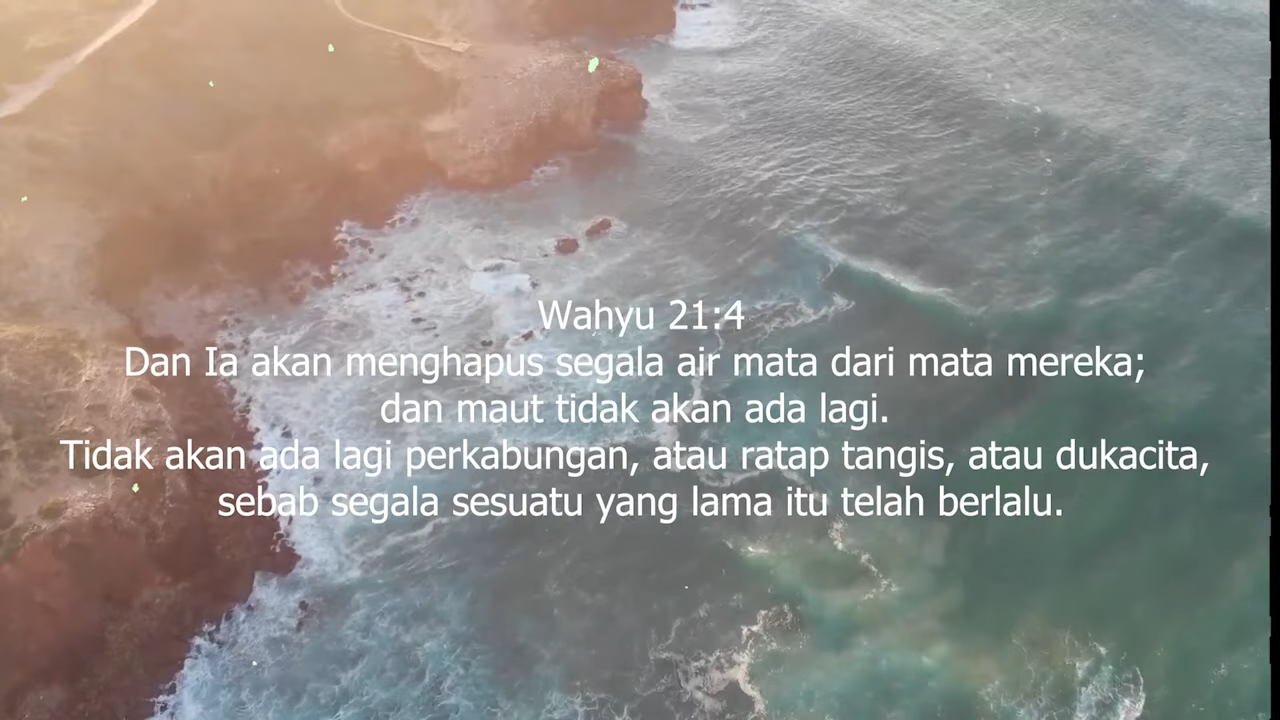 Wahyu 21:4
Dan Ia akan menghapus segala air mata dari mata mereka;
dan maut tidak akan ada lagi.
Tidak akan ada lagi perkabungan, atau ratap tangis, atau dukacita,
sebab segala sesuatu yang lama itu telah berlalu.